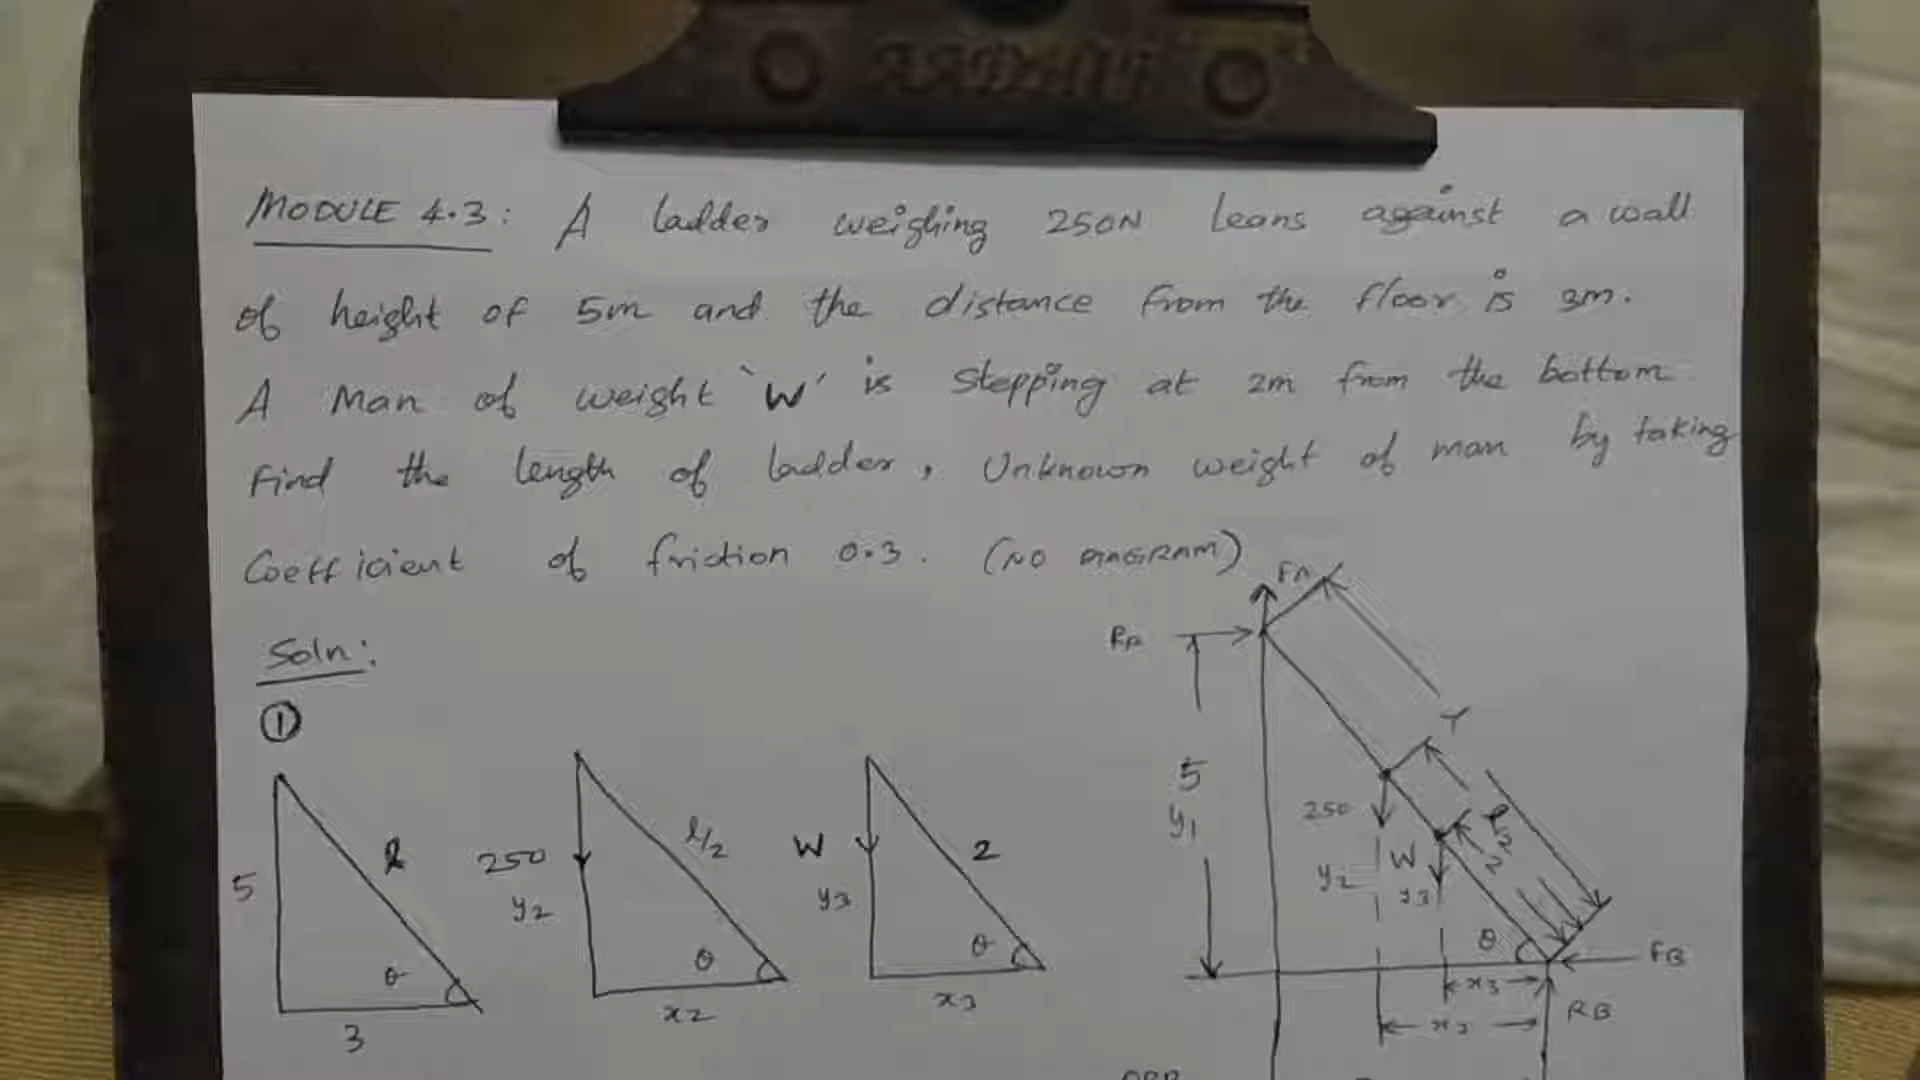 MODULE 4.3: A ladder weighing 250N leans against a wall
of height of 5m and the distance from the floor is 3m.
A Man of weight 'W' is stepping at 2m from the bottom
Find the length of ladder, Unknown weight of man by taking
Coefficient of friction 0.3. (NO DIAGRAM)
Soln:
1
5
l
θ
3
250
y2
l/2
θ
x2
W
y3
2
θ
x3
FA
RA
5
y1
250
y2
W
y3
l/2
2
θ
FB
x3
RB